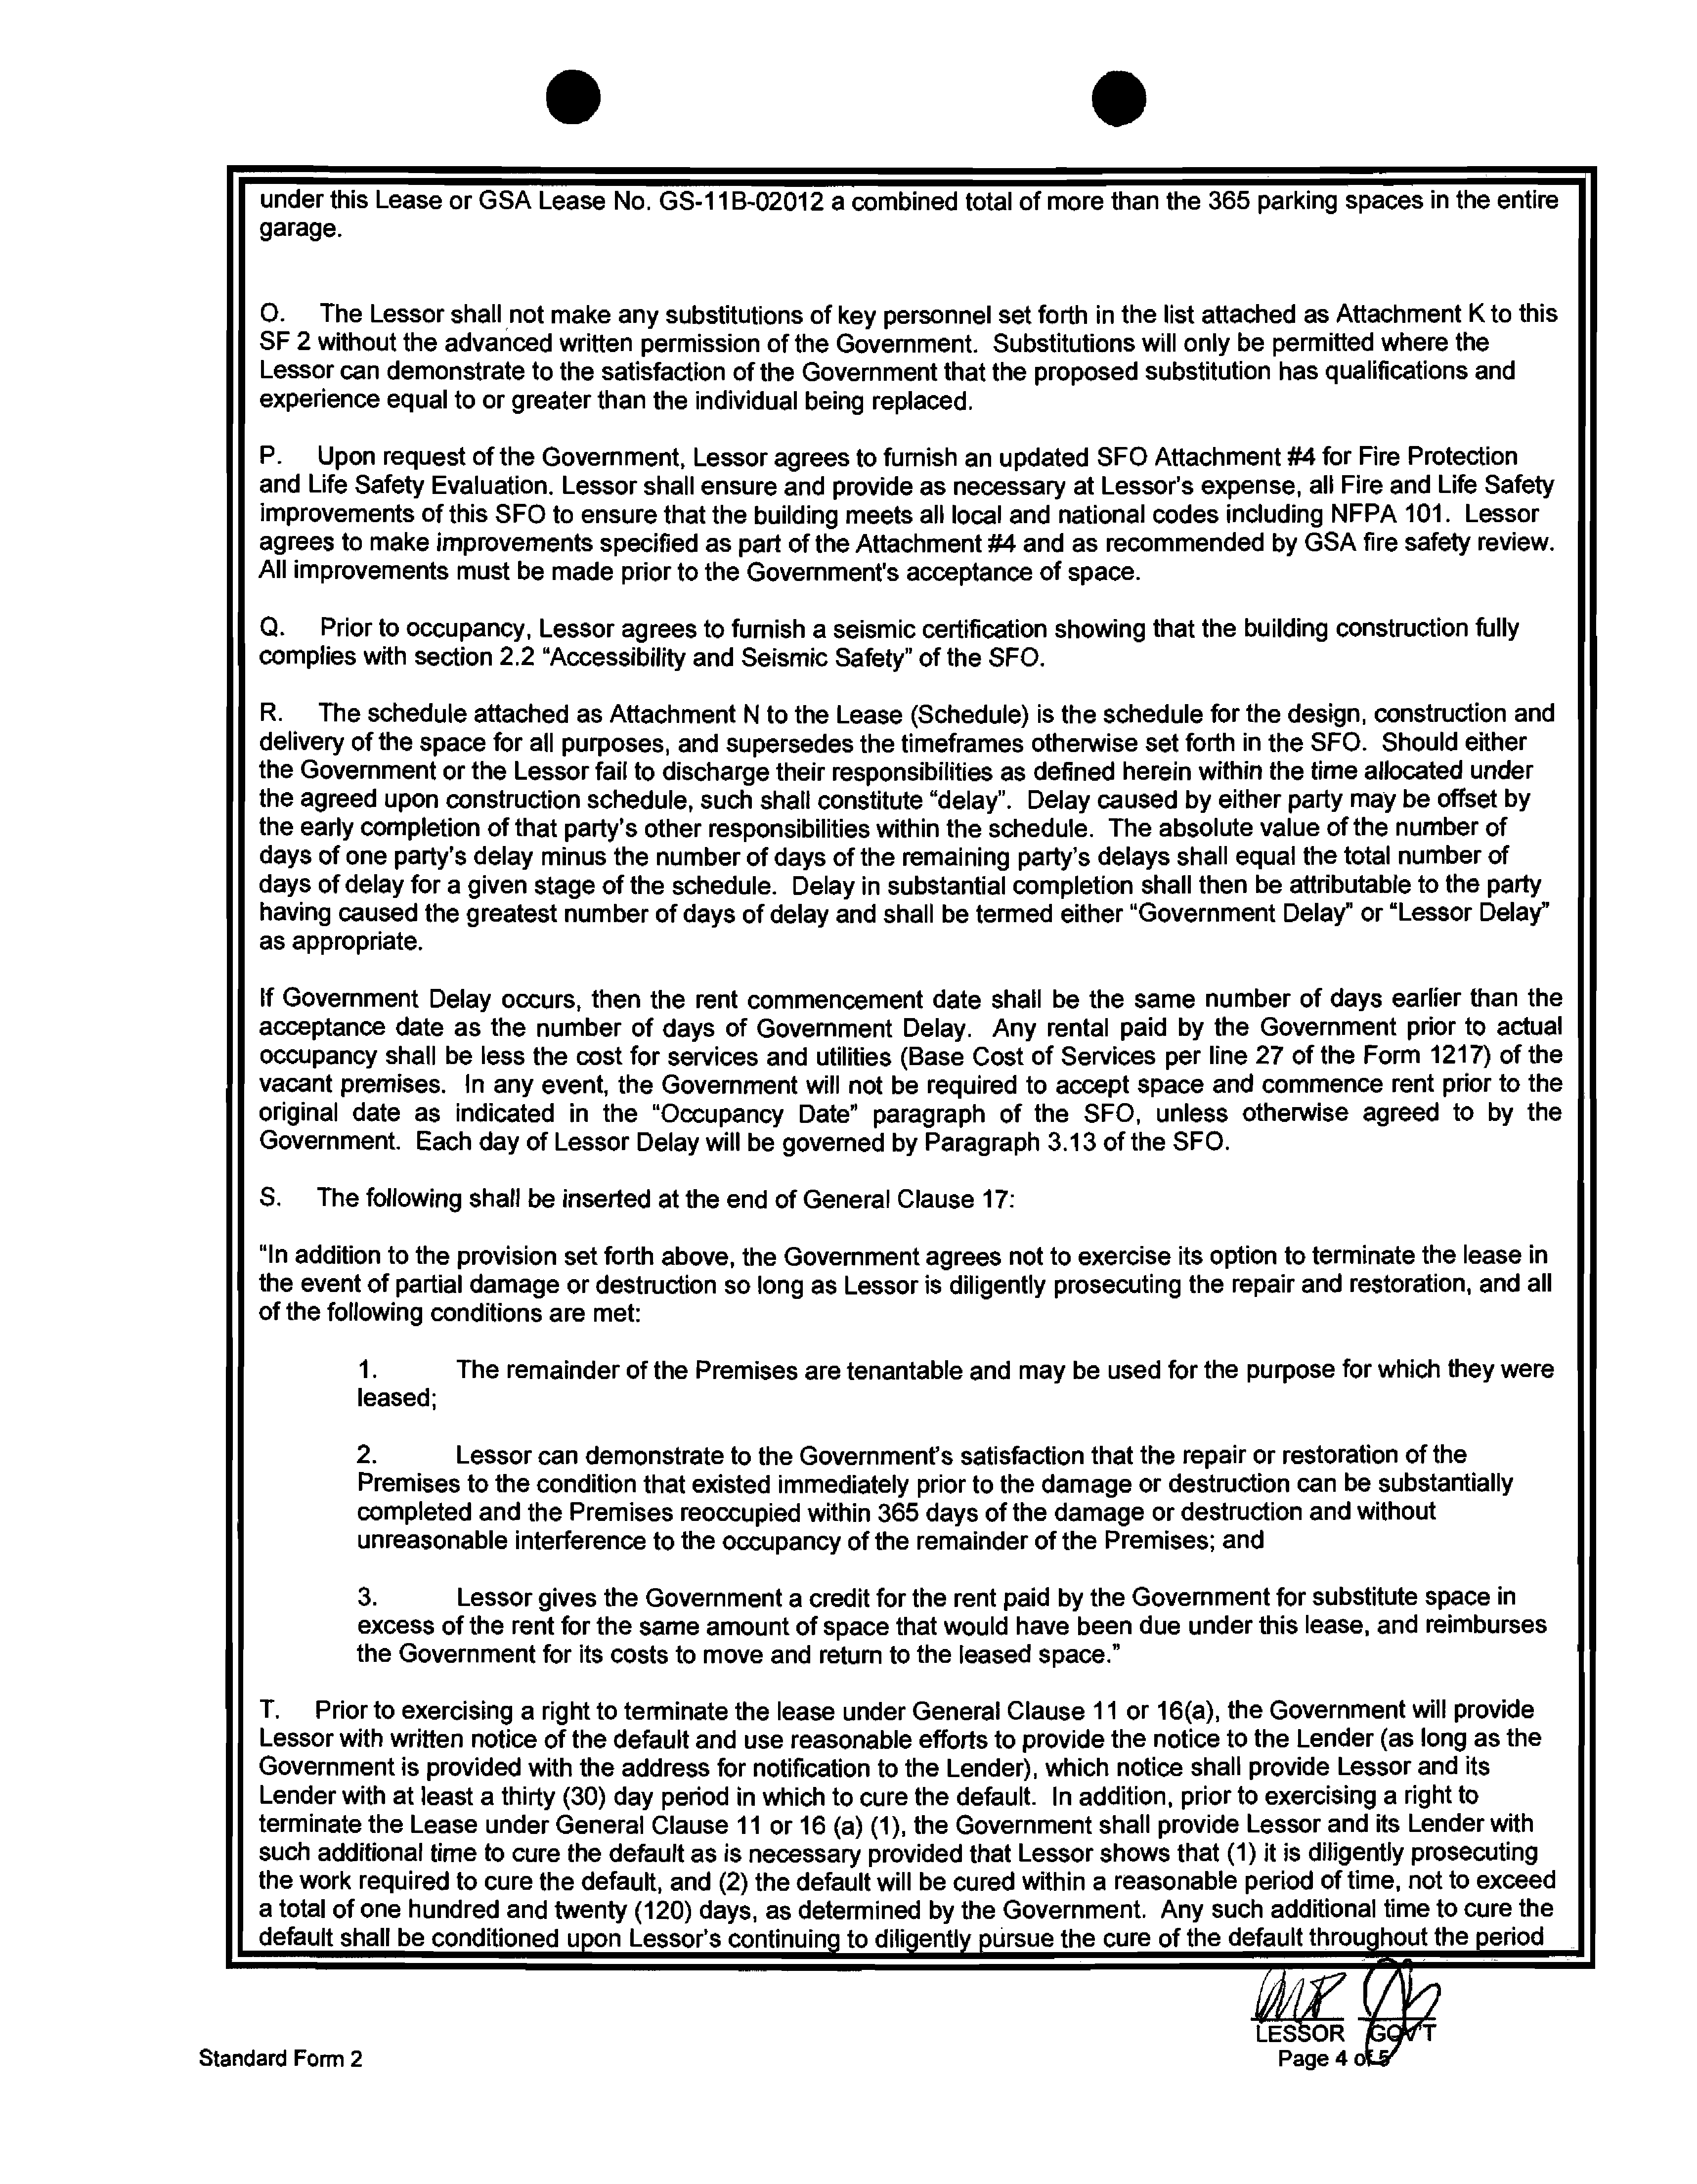 under this Lease or GSA Lease No. GS-11B-02012 a combined total of more than the 365 parking spaces in the entire
garage.
O. The Lessor shall not make any substitutions of key personnel set forth in the list attached as Attachment K to this
SF 2 without the advanced written permission of the Government. Substitutions will only be permitted where the
Lessor can demonstrate to the satisfaction of the Government that the proposed substitution has qualifications and
experience equal to or greater than the individual being replaced.
P. Upon request of the Government, Lessor agrees to furnish an updated SFO Attachment #4 for Fire Protection
and Life Safety Evaluation. Lessor shall ensure and provide as necessary at Lessor's expense, all Fire and Life Safety
improvements of this SFO to ensure that the building meets all local and national codes including NFPA 101. Lessor
agrees to make improvements specified as part of the Attachment #4 and as recommended by GSA fire safety review.
All improvements must be made prior to the Government's acceptance of space.
Q. Prior to occupancy, Lessor agrees to furnish a seismic certification showing that the building construction fully
complies with section 2.2 "Accessibility and Seismic Safety" of the SFO.
R. The schedule attached as Attachment N to the Lease (Schedule) is the schedule for the design, construction and
delivery of the space for all purposes, and supersedes the timeframes otherwise set forth in the SFO. Should either
the Government or the Lessor fail to discharge their responsibilities as defined herein within the time allocated under
the agreed upon construction schedule, such shall constitute "delay". Delay caused by either party may be offset by
the early completion of that party's other responsibilities within the schedule. The absolute value of the number of
days of one party's delay minus the number of days of the remaining party's delays shall equal the total number of
days of delay for a given stage of the schedule. Delay in substantial completion shall then be attributable to the party
having caused the greatest number of days of delay and shall be termed either "Government Delay" or "Lessor Delay"
as appropriate.
If Government Delay occurs, then the rent commencement date shall be the same number of days earlier than the
acceptance date as the number of days of Government Delay. Any rental paid by the Government prior to actual
occupancy shall be less the cost for services and utilities (Base Cost of Services per line 27 of the Form 1217) of the
vacant premises. In any event, the Government will not be required to accept space and commence rent prior to the
original date as indicated in the "Occupancy Date" paragraph of the SFO, unless otherwise agreed to by the
Government. Each day of Lessor Delay will be governed by Paragraph 3.13 of the SFO.
S. The following shall be inserted at the end of General Clause 17:
"In addition to the provision set forth above, the Government agrees not to exercise its option to terminate the lease in
the event of partial damage or destruction so long as Lessor is diligently prosecuting the repair and restoration, and all
of the following conditions are met:
1. The remainder of the Premises are tenantable and may be used for the purpose for which they were
leased;
2. Lessor can demonstrate to the Government's satisfaction that the repair or restoration of the
Premises to the condition that existed immediately prior to the damage or destruction can be substantially
completed and the Premises reoccupied within 365 days of the damage or destruction and without
unreasonable interference to the occupancy of the remainder of the Premises; and
3. Lessor gives the Government a credit for the rent paid by the Government for substitute space in
excess of the rent for the same amount of space that would have been due under this lease, and reimburses
the Government for its costs to move and return to the leased space."
T. Prior to exercising a right to terminate the lease under General Clause 11 or 16(a), the Government will provide
Lessor with written notice of the default and use reasonable efforts to provide the notice to the Lender (as long as the
Government is provided with the address for notification to the Lender), which notice shall provide Lessor and its
Lender with at least a thirty (30) day period in which to cure the default. In addition, prior to exercising a right to
terminate the Lease under General Clause 11 or 16 (a) (1), the Government shall provide Lessor and its Lender with
such additional time to cure the default as is necessary provided that Lessor shows that (1) it is diligently prosecuting
the work required to cure the default, and (2) the default will be cured within a reasonable period of time, not to exceed
a total of one hundred and twenty (120) days, as determined by the Government. Any such additional time to cure the
default shall be conditioned upon Lessor's continuing to diligently pursue the cure of the default throughout the period
LESSOR GOV'T
Standard Form 2
Page 4 of 5